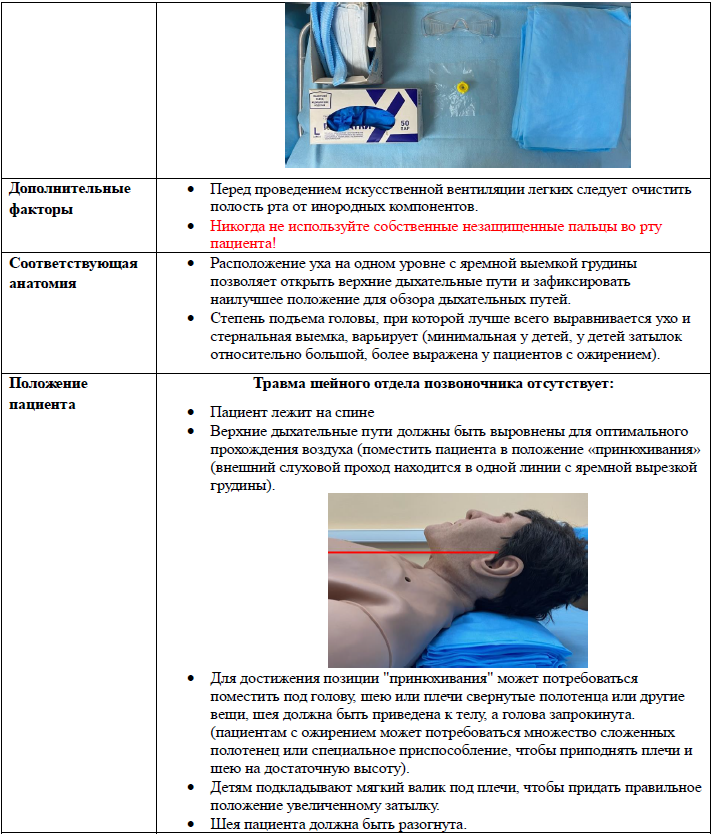 L
50
ПАР
Дополнительные
факторы
Перед проведением искусственной вентиляции легких следует очистить
полость рта от инородных компонентов.
Никогда не используйте собственные незащищенные пальцы во рту
пациента!
Соответствующая
анатомия
Расположение уха на одном уровне с яремной выемкой грудины
позволяет открыть верхние дыхательные пути и зафиксировать
наилучшее положение для обзора дыхательных путей.
Степень подъема головы, при которой лучше всего выравнивается ухо и
стернальная выемка, варьирует (минимальная у детей, у детей затылок
относительно большой, более выражена у пациентов с ожирением).
Положение
пациента
Травма шейного отдела позвоночника отсутствует:
Пациент лежит на спине
Верхние дыхательные пути должны быть выровнены для оптимального
прохождения воздуха (поместить пациента в положение «принюхивания»
(внешний слуховой проход находится в одной линии с яремной вырезкой
грудины).
Для достижения позиции "принюхивания" может потребоваться
поместить под голову, шею или плечи свернутые полотенца или другие
вещи, шея должна быть приведена к телу, а голова запрокинута.
(пациентам с ожирением может потребоваться множество сложенных
полотенец или специальное приспособление, чтобы приподнять плечи и
шею на достаточную высоту).
Детям подкладывают мягкий валик под плечи, чтобы придать правильное
положение увеличенному затылку.
Шея пациента должна быть разогнута.